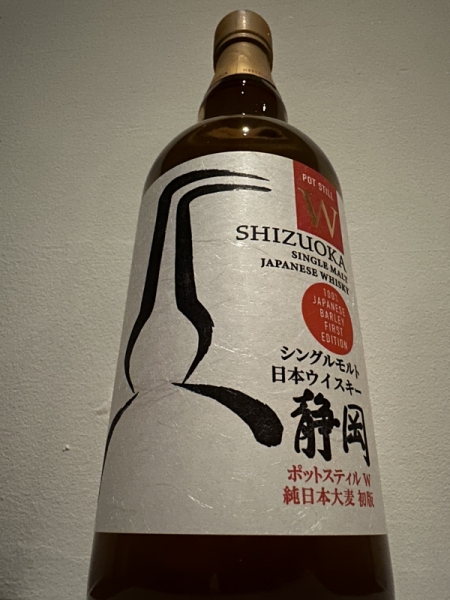 POT STILL
W
SHIZUOKA
SINGLE MALT
JAPANESE WHISKY
100%
JAPANESE
BARLEY
FIRST
EDITION
シングルモルト
日本ウイスキー
静岡
ポットスティル W
純日本大麦 初版